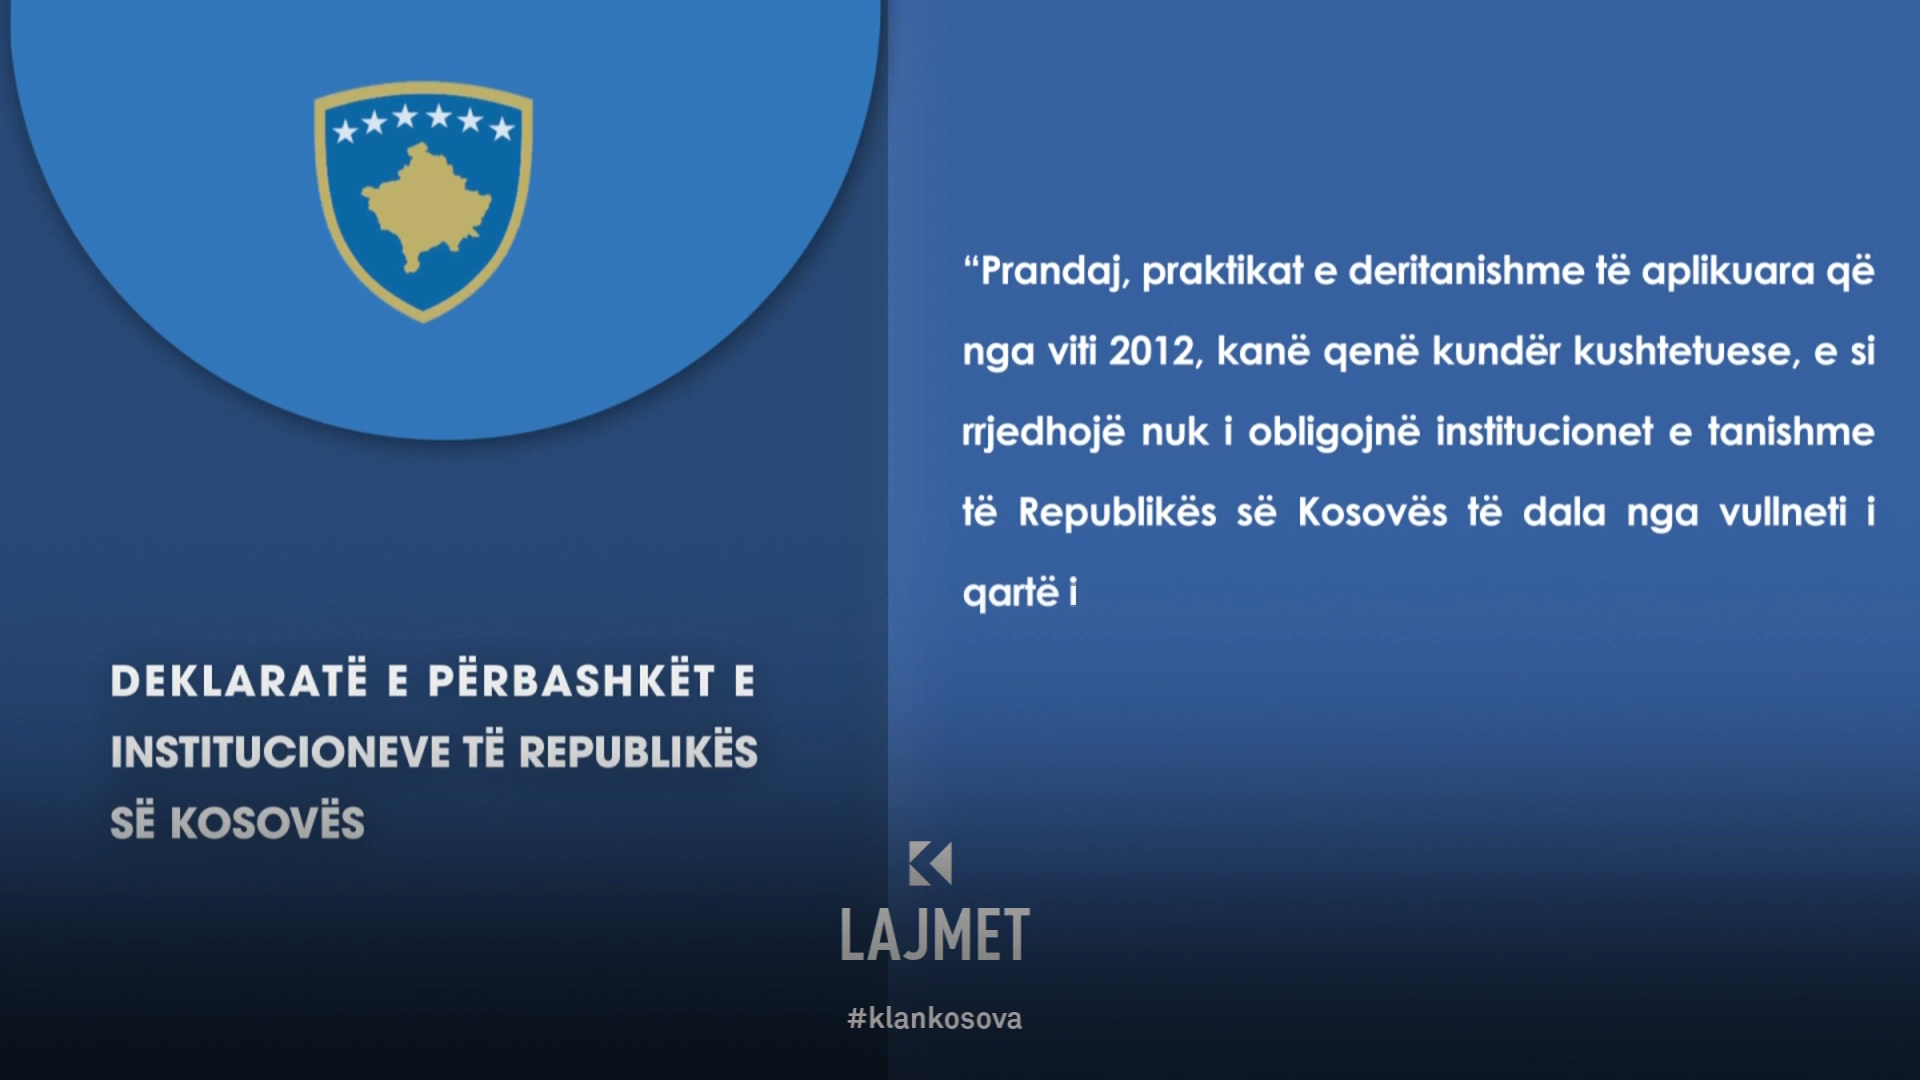 “Prandaj, praktikat e deritanishme të aplikuara që
nga viti 2012, kanë qenë kundër kushtetuese, e si
rrjedhojë nuk i obligojnë institucionet e tanishme
të Republikës së Kosovës të dala nga vullneti i
qartë i
DEKLARATË E PËRBASHKËT E
INSTITUCIONEVE TË REPUBLIKËS
SË KOSOVËS
LAJMET
#klankosova